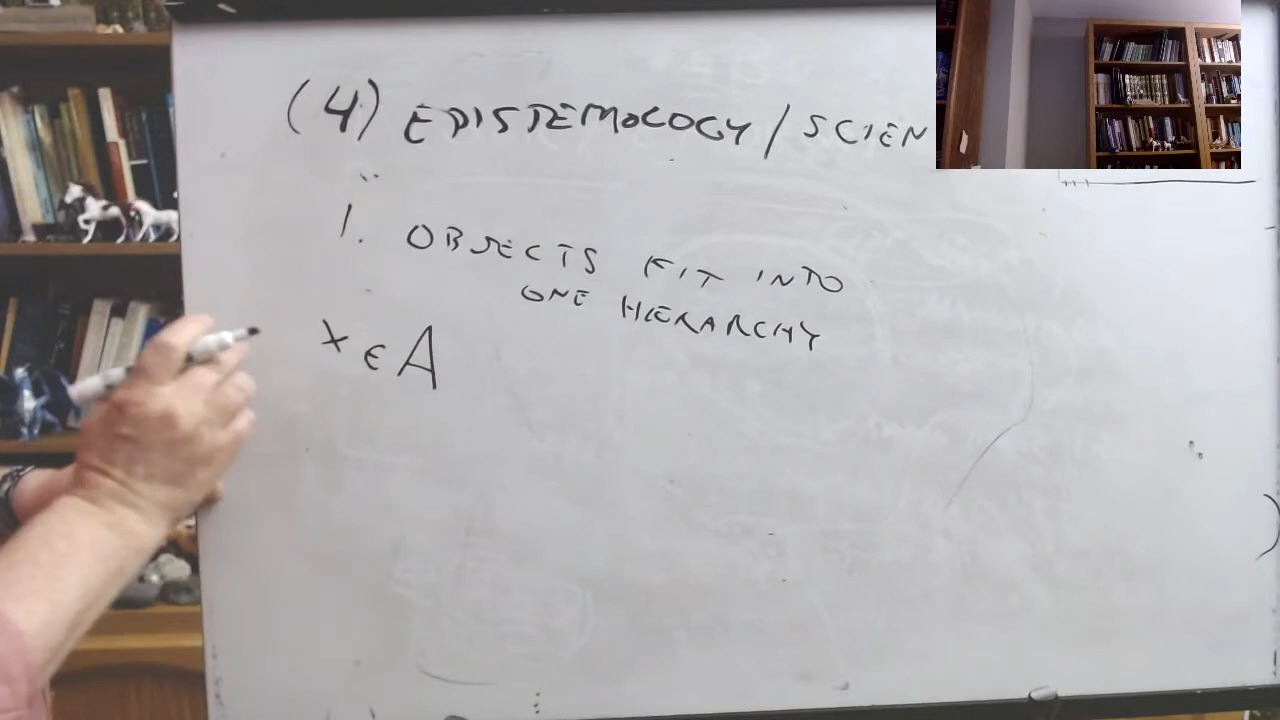 (4) EPISTEMOLOGY / SCIEN
1. OBJECTS FIT INTO
ONE HIERARCHY
x ∈ A